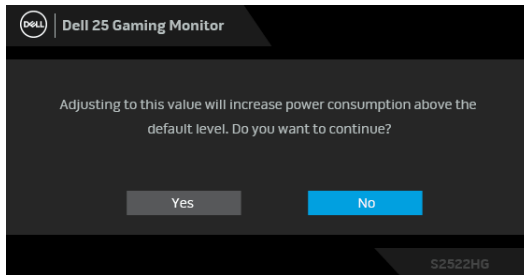 DELL
Dell 25 Gaming Monitor
Adjusting to this value will increase power consumption above the
default level. Do you want to continue?
Yes
No
S2522HG